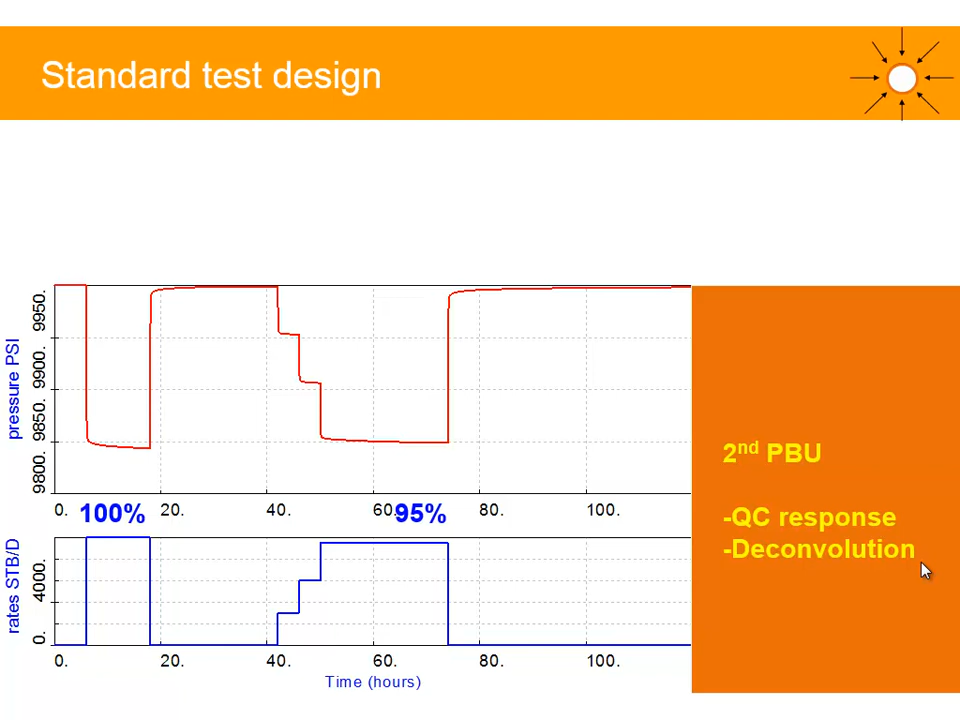 Standard test design
pressure PSI
9950.
9900.
9850.
9800.
0. 20. 40. 60. 80. 100.
100% 95%
rates STB/D
4000.
0.
0. 20. 40. 60. 80. 100.
Time (hours)
2nd PBU
-QC response
-Deconvolution